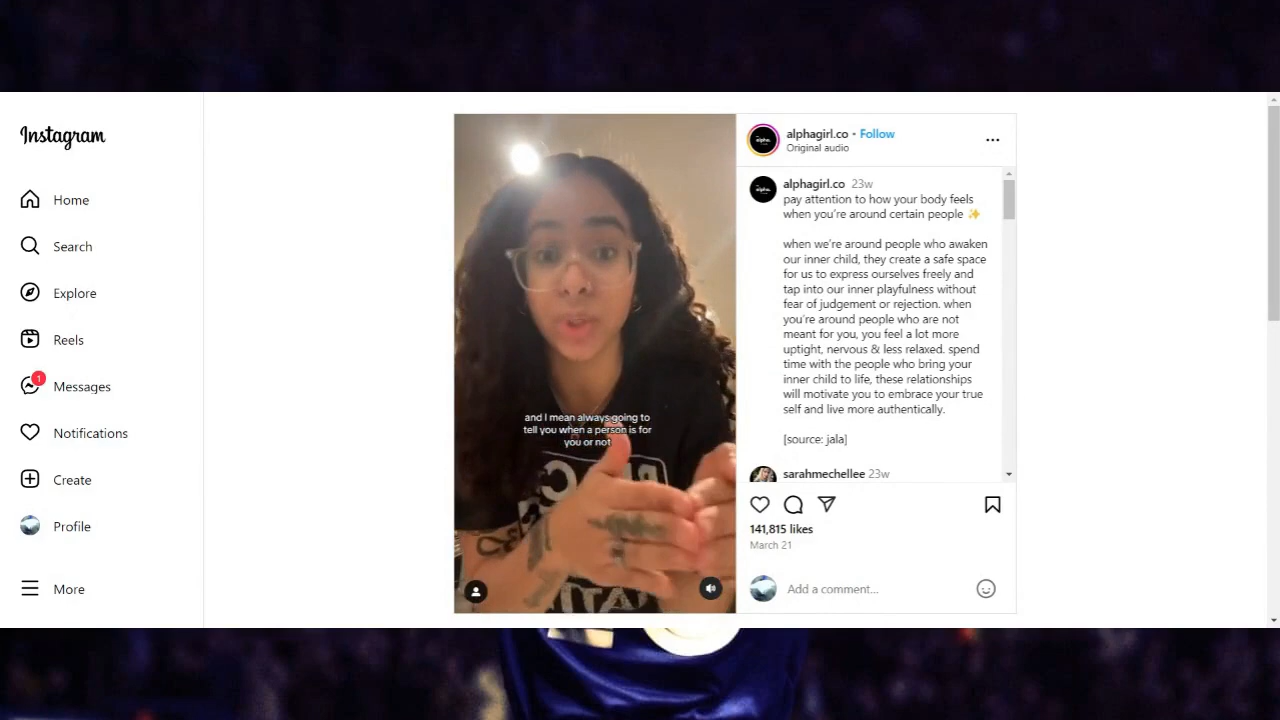 Instagram
Home
Search
Explore
Reels
1
Messages
Notifications
Create
Profile
More
and I mean always going to
tell you when a person is for
you or not
alpha.
alphagirl.co • Follow
Original audio
alpha.
alphagirl.co 23w
pay attention to how your body feels
when you're around certain people ✨
when we're around people who awaken
our inner child, they create a safe space
for us to express ourselves freely and
tap into our inner playfulness without
fear of judgement or rejection. when
you're around people who are not
meant for you, you feel a lot more
uptight, nervous & less relaxed. spend
time with the people who bring your
inner child to life, these relationships
will motivate you to embrace your true
self and live more authentically.
[source: jala]
sarahmechellee 23w
141,815 likes
March 21
Add a comment...